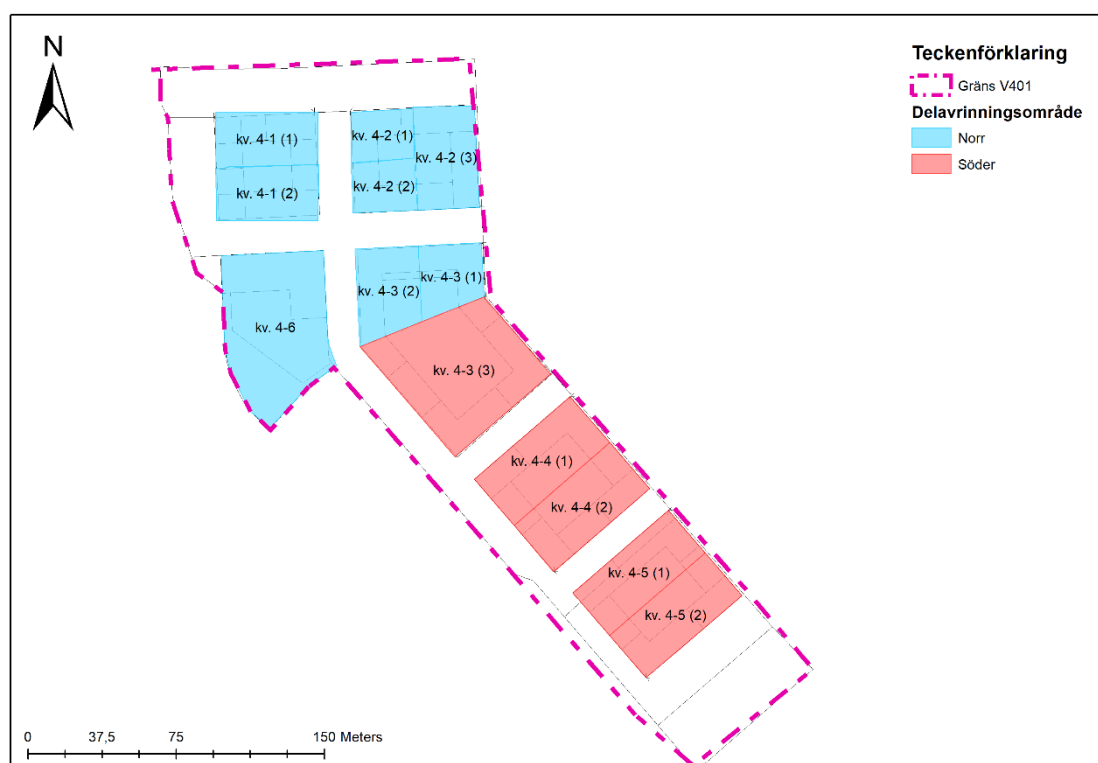 N
Teckenförklaring
Gräns V401
Delavrinningsområde
Norr
Söder
kv. 4-1 (1)
kv. 4-2 (1)
kv. 4-2 (3)
kv. 4-1 (2)
kv. 4-2 (2)
kv. 4-3 (1)
kv. 4-3 (2)
kv. 4-6
kv. 4-3 (3)
kv. 4-4 (1)
kv. 4-4 (2)
kv. 4-5 (1)
kv. 4-5 (2)
0 37,5 75 150 Meters